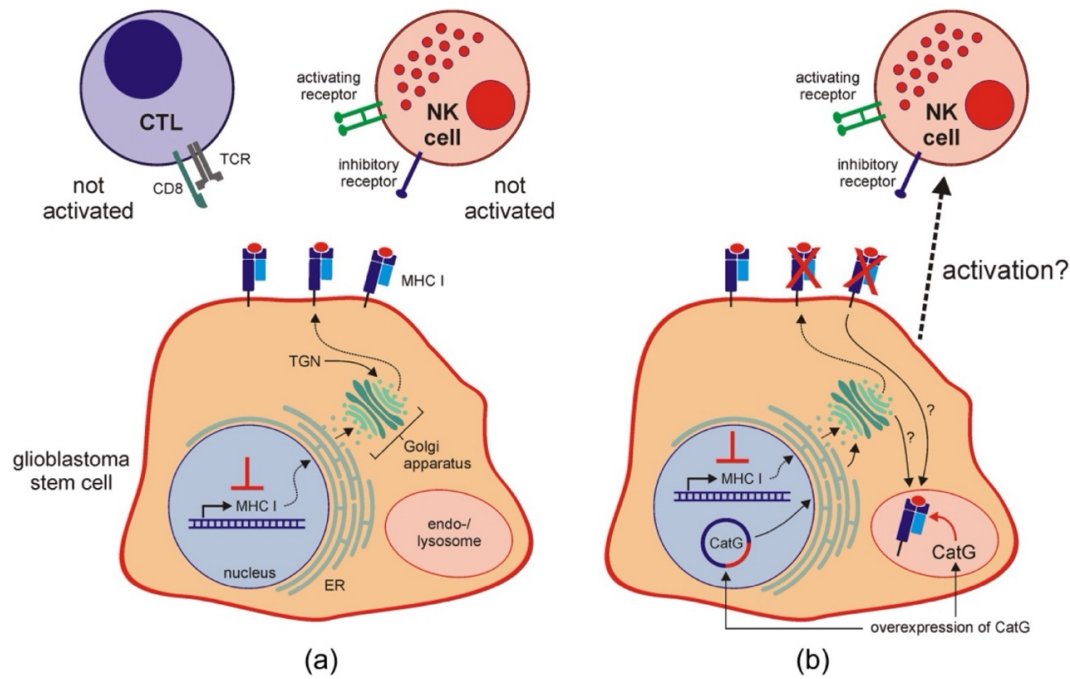 CTL
TCR
CD8
not
activated
activating
receptor
NK
cell
inhibitory
receptor
not
activated
MHC I
TGN
Golgi
apparatus
glioblastoma
stem cell
MHC I
nucleus
ER
endo-/
lysosome
(a)
activating
receptor
NK
cell
inhibitory
receptor
activation?
?
?
MHC I
CatG
CatG
overexpression of CatG
(b)